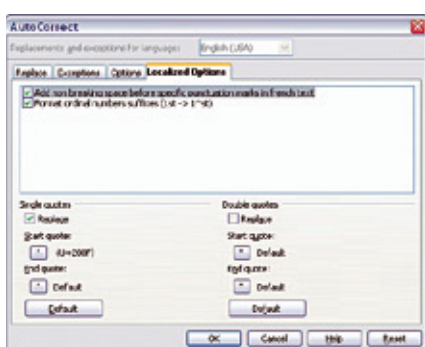 AutoCorrect
Replacements and exceptions for languages: English (USA)
Replace Exceptions Options Localized Options
Add non breaking space before specific punctuation marks in french text
Format ordinal numbers suffixes (1st -> 1^st)
Single quotes Double quotes
Replace Replace
Start quote: Start quote:
Default
End quote: End quote:
Default Default
Default Default
OK Cancel Help Reset